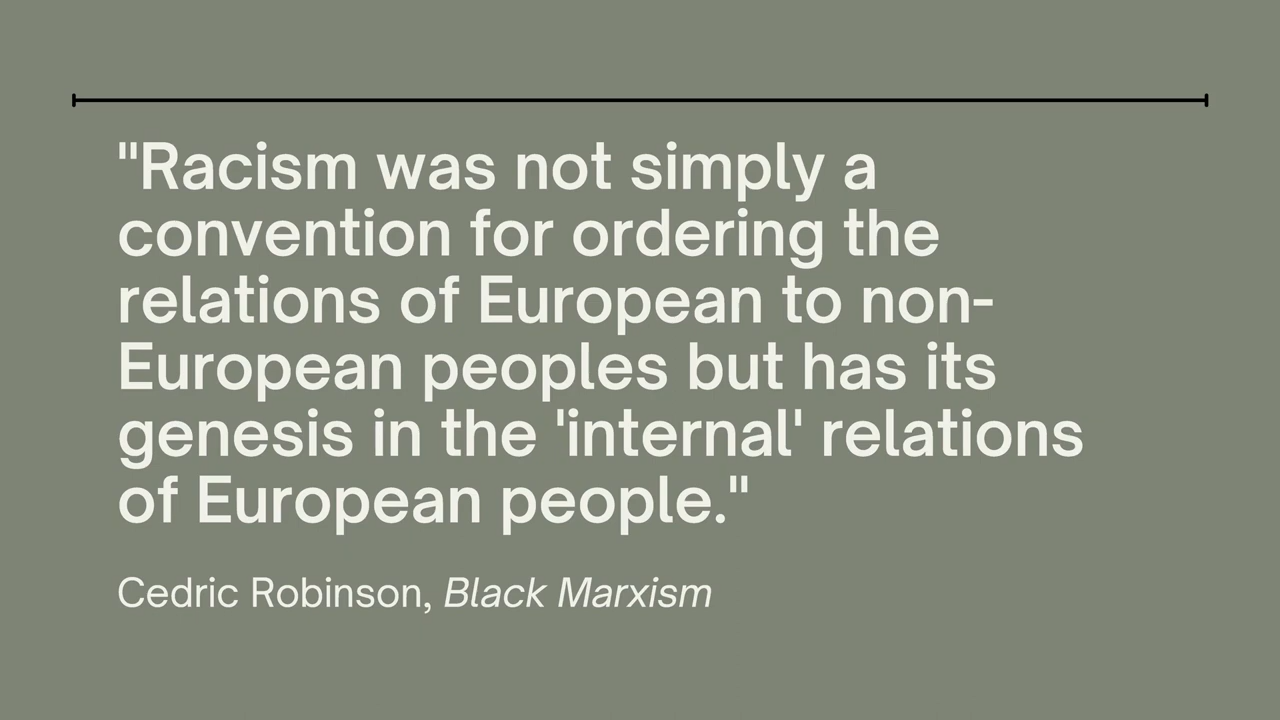 "Racism was not simply a
convention for ordering the
relations of European to non-
European peoples but has its
genesis in the 'internal' relations
of European people."
Cedric Robinson, Black Marxism